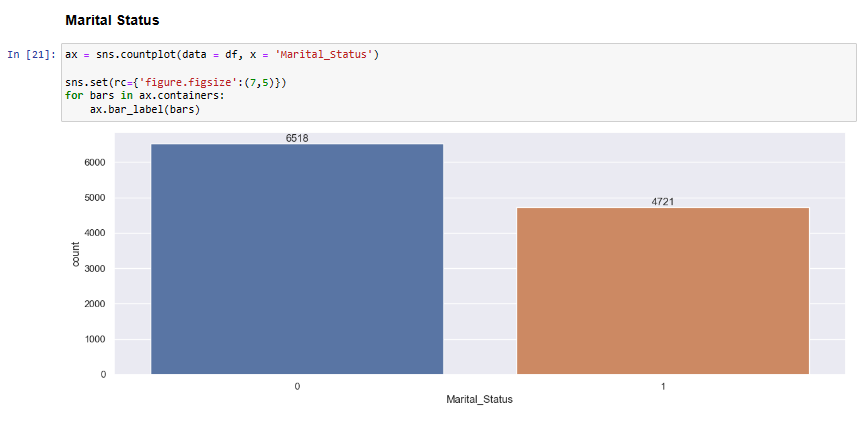 Marital Status
In [21]: ax = sns.countplot(data = df, x = 'Marital_Status')
sns.set(rc={'figure.figsize':(7,5)})
for bars in ax.containers:
    ax.bar_label(bars)
6518
4721
6000
5000
4000
3000
2000
1000
0
count
0 1
Marital_Status